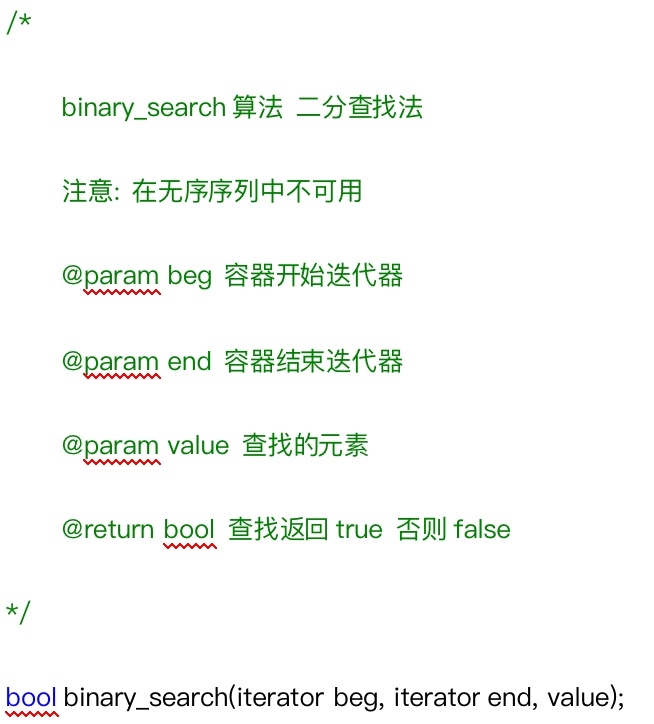 /*
binary_search 算法 二分查找法
注意: 在无序序列中不可用
@param beg 容器开始迭代器
@param end 容器结束迭代器
@param value 查找的元素
@return bool 查找返回 true 否则 false
*/
bool binary_search(iterator beg, iterator end, value);